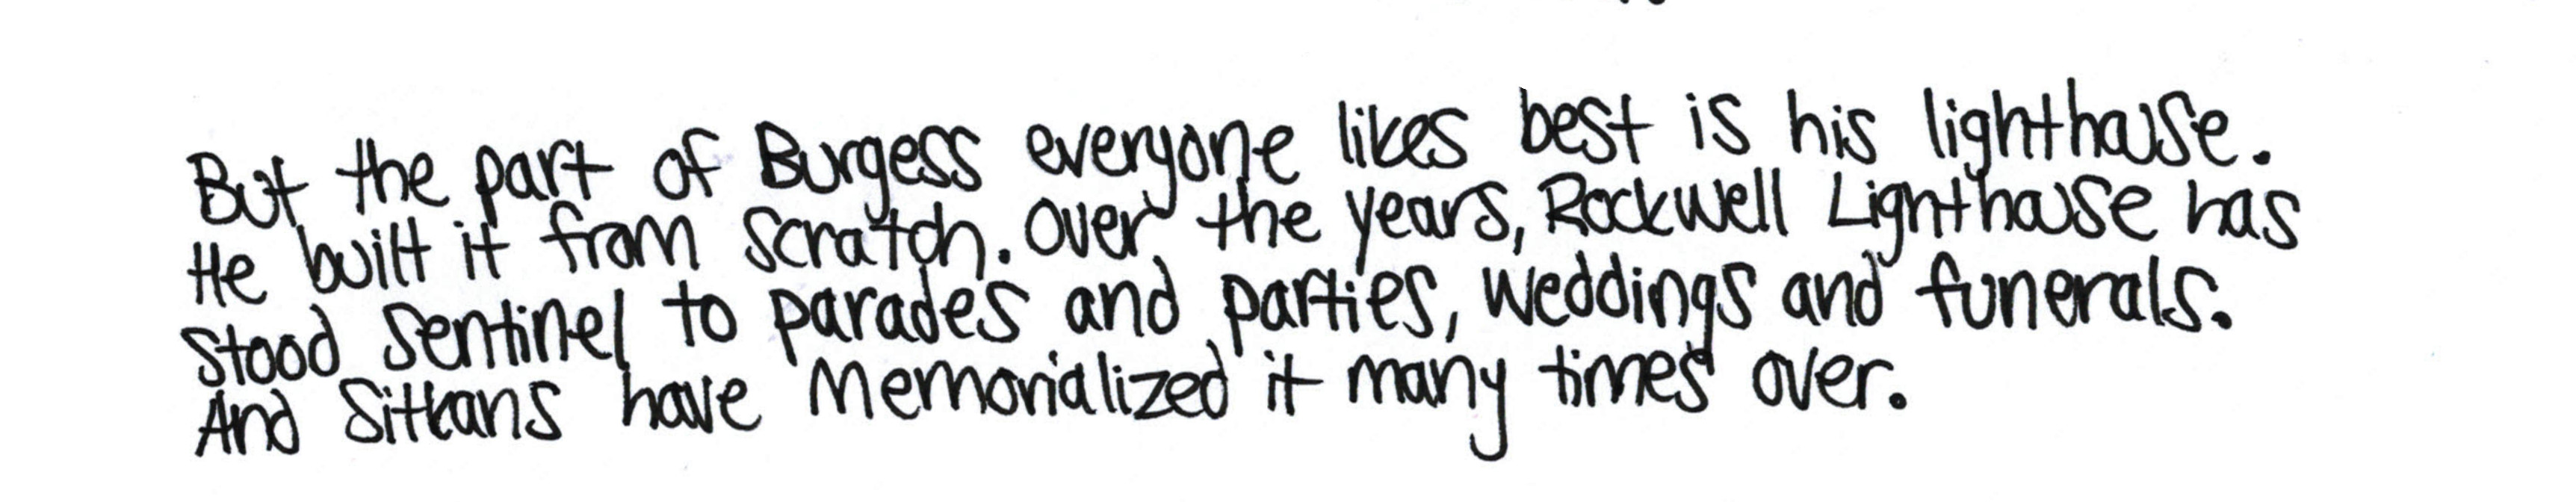 But the part of Burgess everyone likes best is his lighthouse.
He built it from scratch. Over the years, Rockwell Lighthouse has
stood sentinel to parades and parties, weddings and funerals.
And Sitkans have memorialized it many times over.